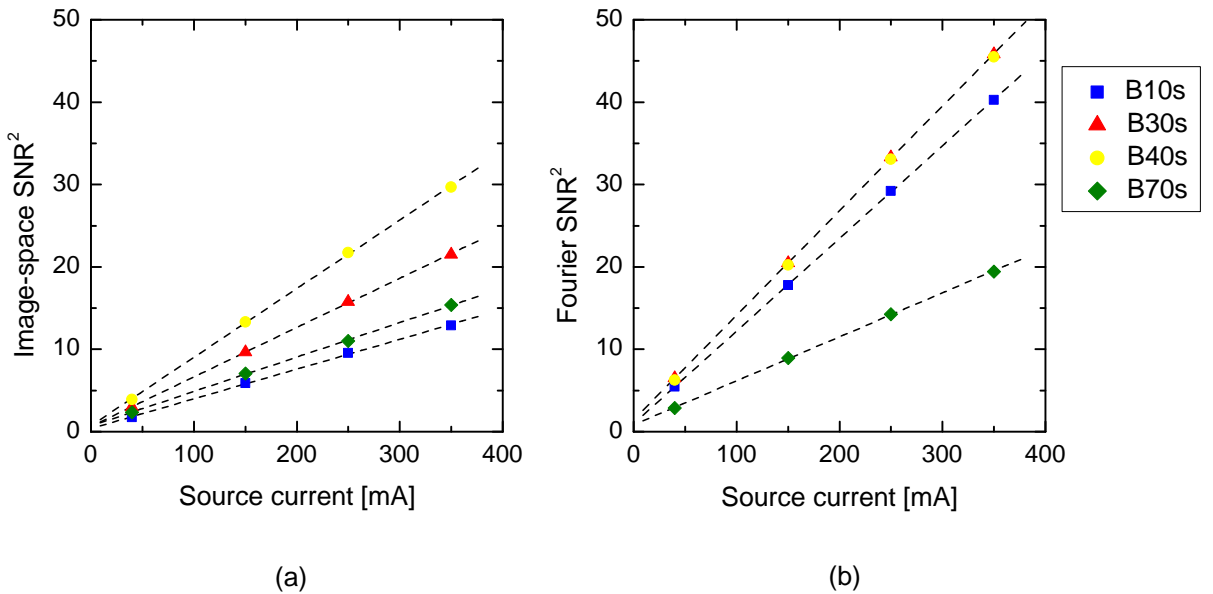 50
40
30
20
10
0
Image-space SNR²
0 100 200 300 400
Source current [mA]
(a)
50
40
30
20
10
0
Fourier SNR²
0 100 200 300 400
Source current [mA]
(b)
B10s
B30s
B40s
B70s